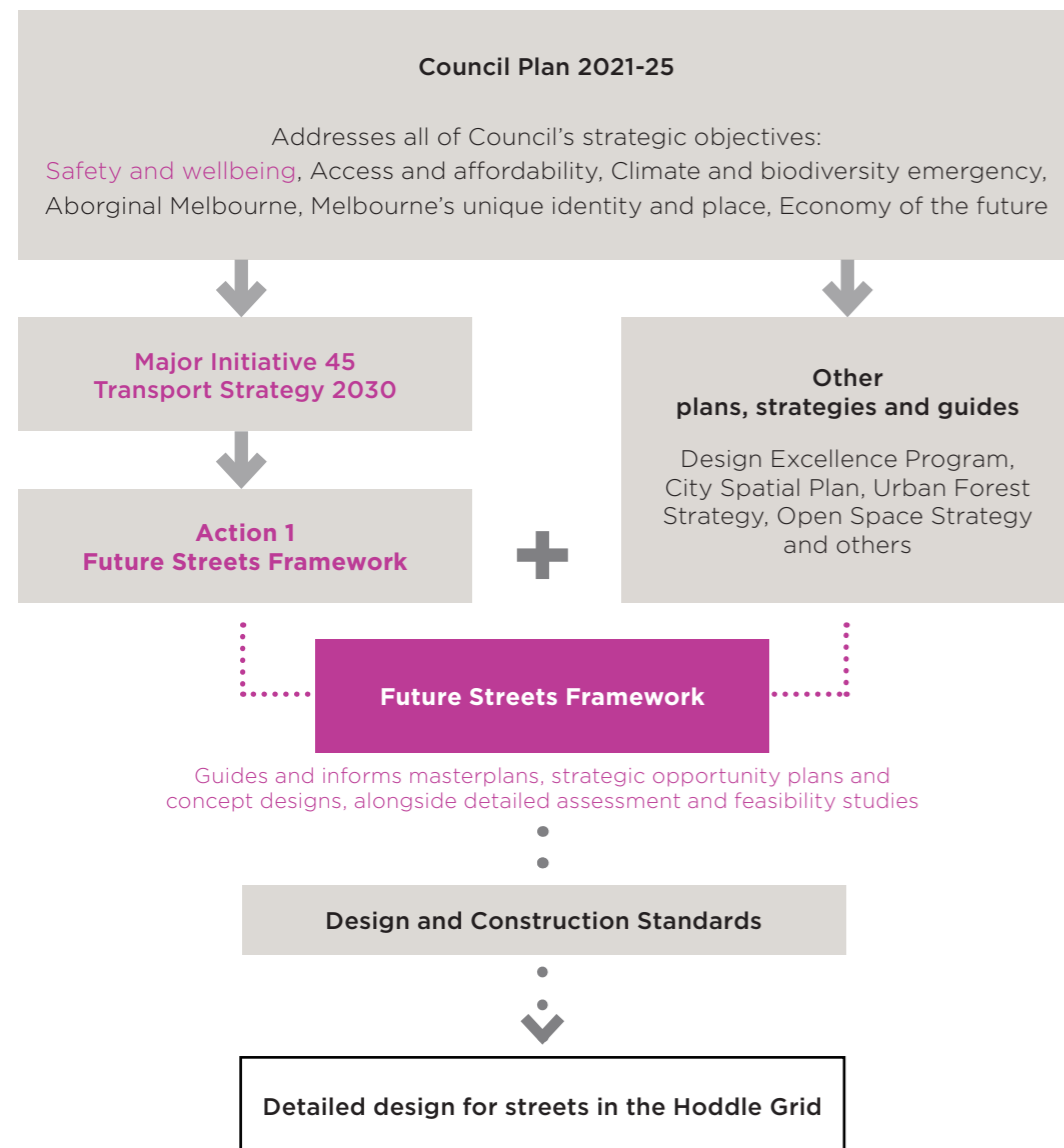 Council Plan 2021-25
Addresses all of Council's strategic objectives:
Safety and wellbeing, Access and affordability, Climate and biodiversity emergency,
Aboriginal Melbourne, Melbourne's unique identity and place, Economy of the future
Major Initiative 45
Transport Strategy 2030
Action 1
Future Streets Framework
+
Other
plans, strategies and guides
Design Excellence Program,
City Spatial Plan, Urban Forest
Strategy, Open Space Strategy
and others
Future Streets Framework
Guides and informs masterplans, strategic opportunity plans and
concept designs, alongside detailed assessment and feasibility studies
Design and Construction Standards
Detailed design for streets in the Hoddle Grid